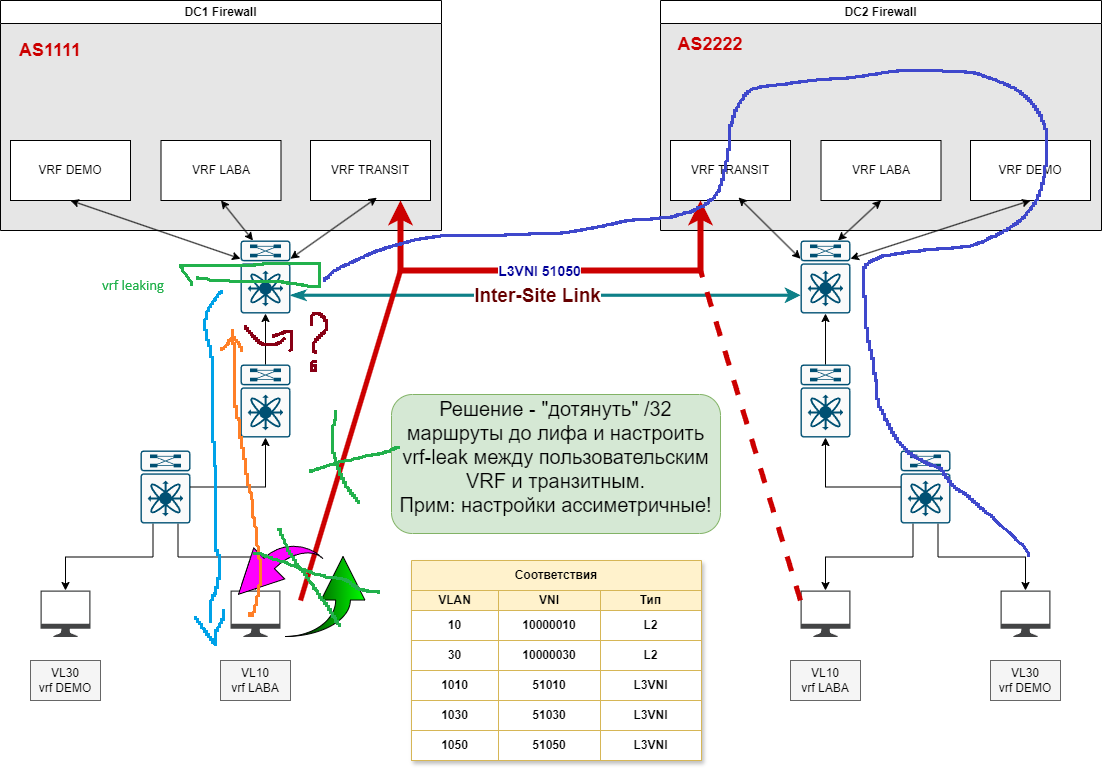 DC1 Firewall
DC2 Firewall
AS1111
AS2222
VRF DEMO
VRF LABA
VRF TRANSIT
VRF TRANSIT
VRF LABA
VRF DEMO
vrf leaking
L3VNI 51050
Inter-Site Link
?
Решение - "дотянуть" /32
маршруты до лифа и настроить
vrf-leak между пользовательским
VRF и транзитным.
Прим: настройки ассиметричные!
Соответствия
VLAN VNI Тип
10 10000010 L2
30 10000030 L2
1010 51010 L3VNI
1030 51030 L3VNI
1050 51050 L3VNI
VL30
vrf DEMO
VL10
vrf LABA
VL10
vrf LABA
VL30
vrf DEMO